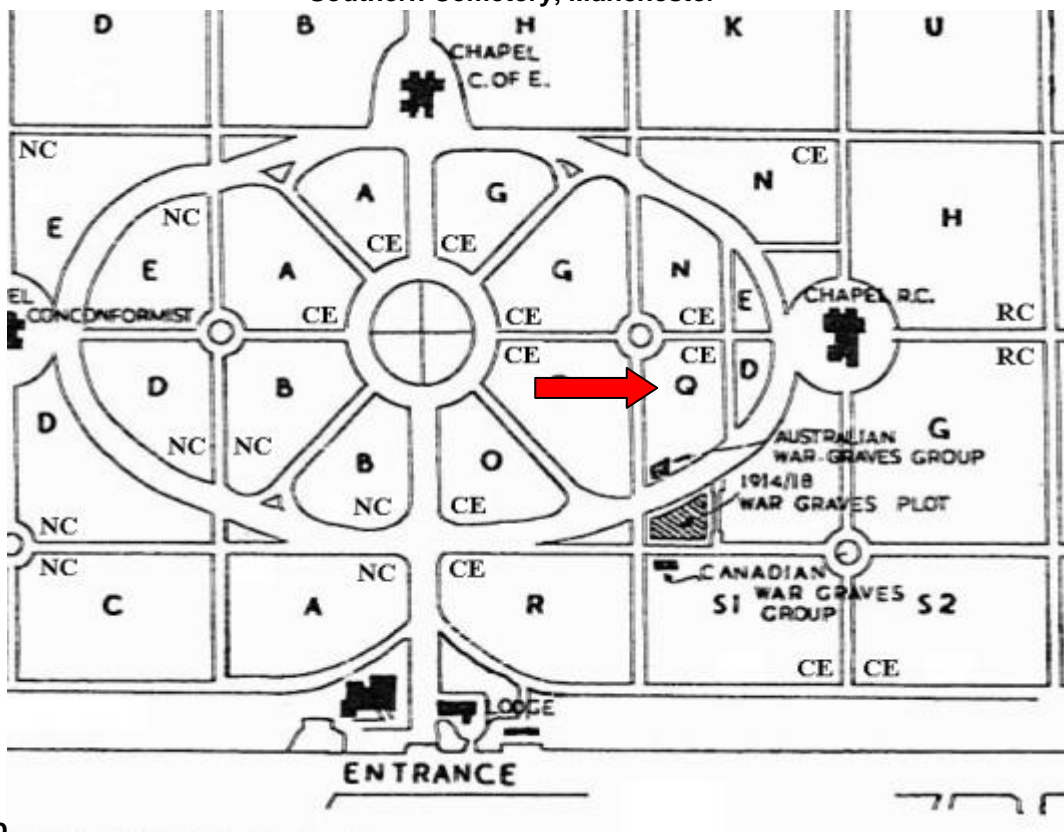 Southern Cemetery, Manchester
D B H K U
CHAPEL
C. OF E.
NC CE
A G N
E NC H
CE CE
E A G N
E
CHAPEL R.C.
CONCONFORMIST CE CE CE RC
CE CE RC
D B Q D
D
NC NC AUSTRALIAN G
B O WAR GRAVES GROUP
1914/18
NC CE WAR GRAVES PLOT
NC
NC NC CE
CANADIAN
WAR GRAVES
GROUP
C A R S1 S2
CE CE
LODGE
ENTRANCE